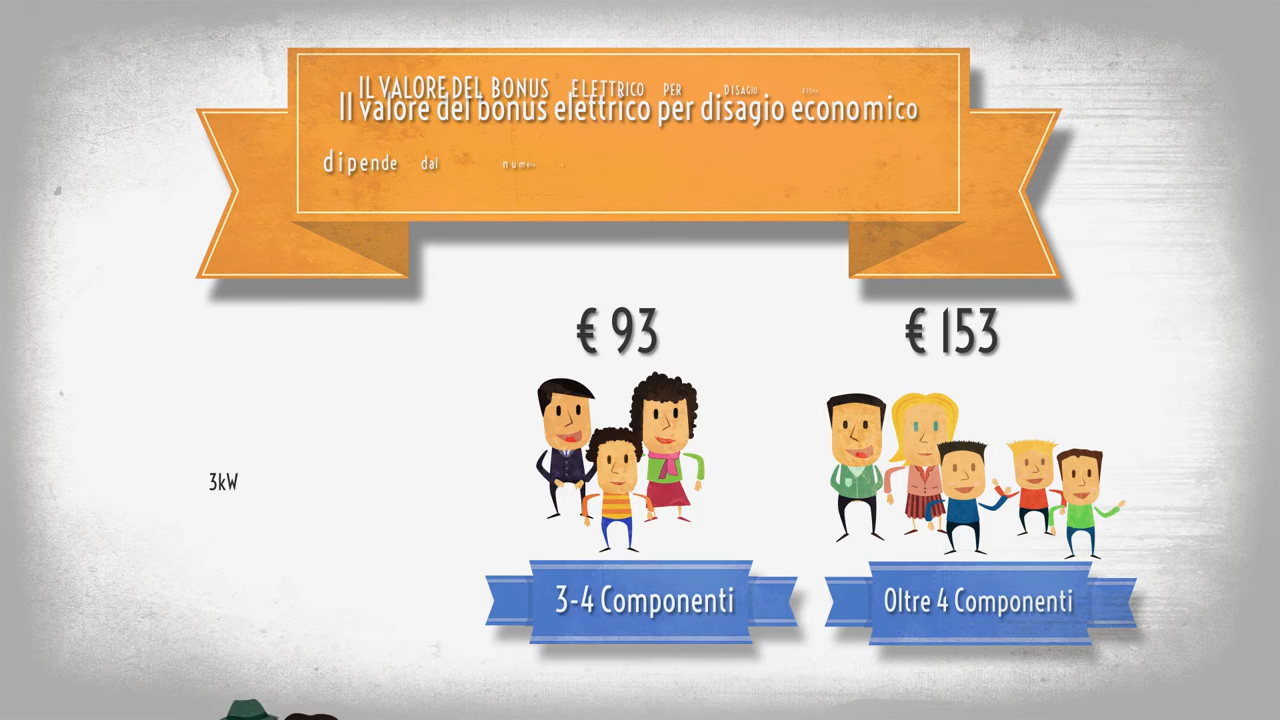 IL VALORE DEL BONUS ELETTRICO PER DISAGIO
Il valore del bonus elettrico per disagio economico
dipende dal
€ 93
€ 153
3kW
3-4 Componenti
Oltre 4 Componenti